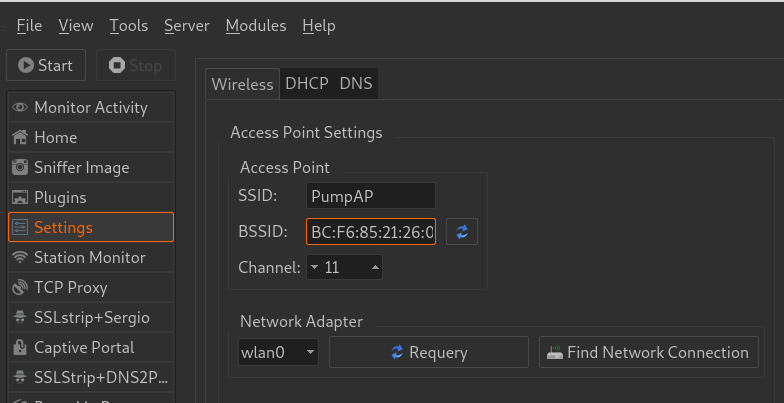 File View Tools Server Modules Help
Start Stop
Monitor Activity
Home
Sniffer Image
Plugins
Settings
Station Monitor
TCP Proxy
SSLstrip+Sergio
Captive Portal
SSLStrip+DNS2P...
Wireless DHCP DNS
Access Point Settings
Access Point
SSID: PumpAP
BSSID: BC:F6:85:21:26:0
Channel: 11
Network Adapter
wlan0 Requery Find Network Connection